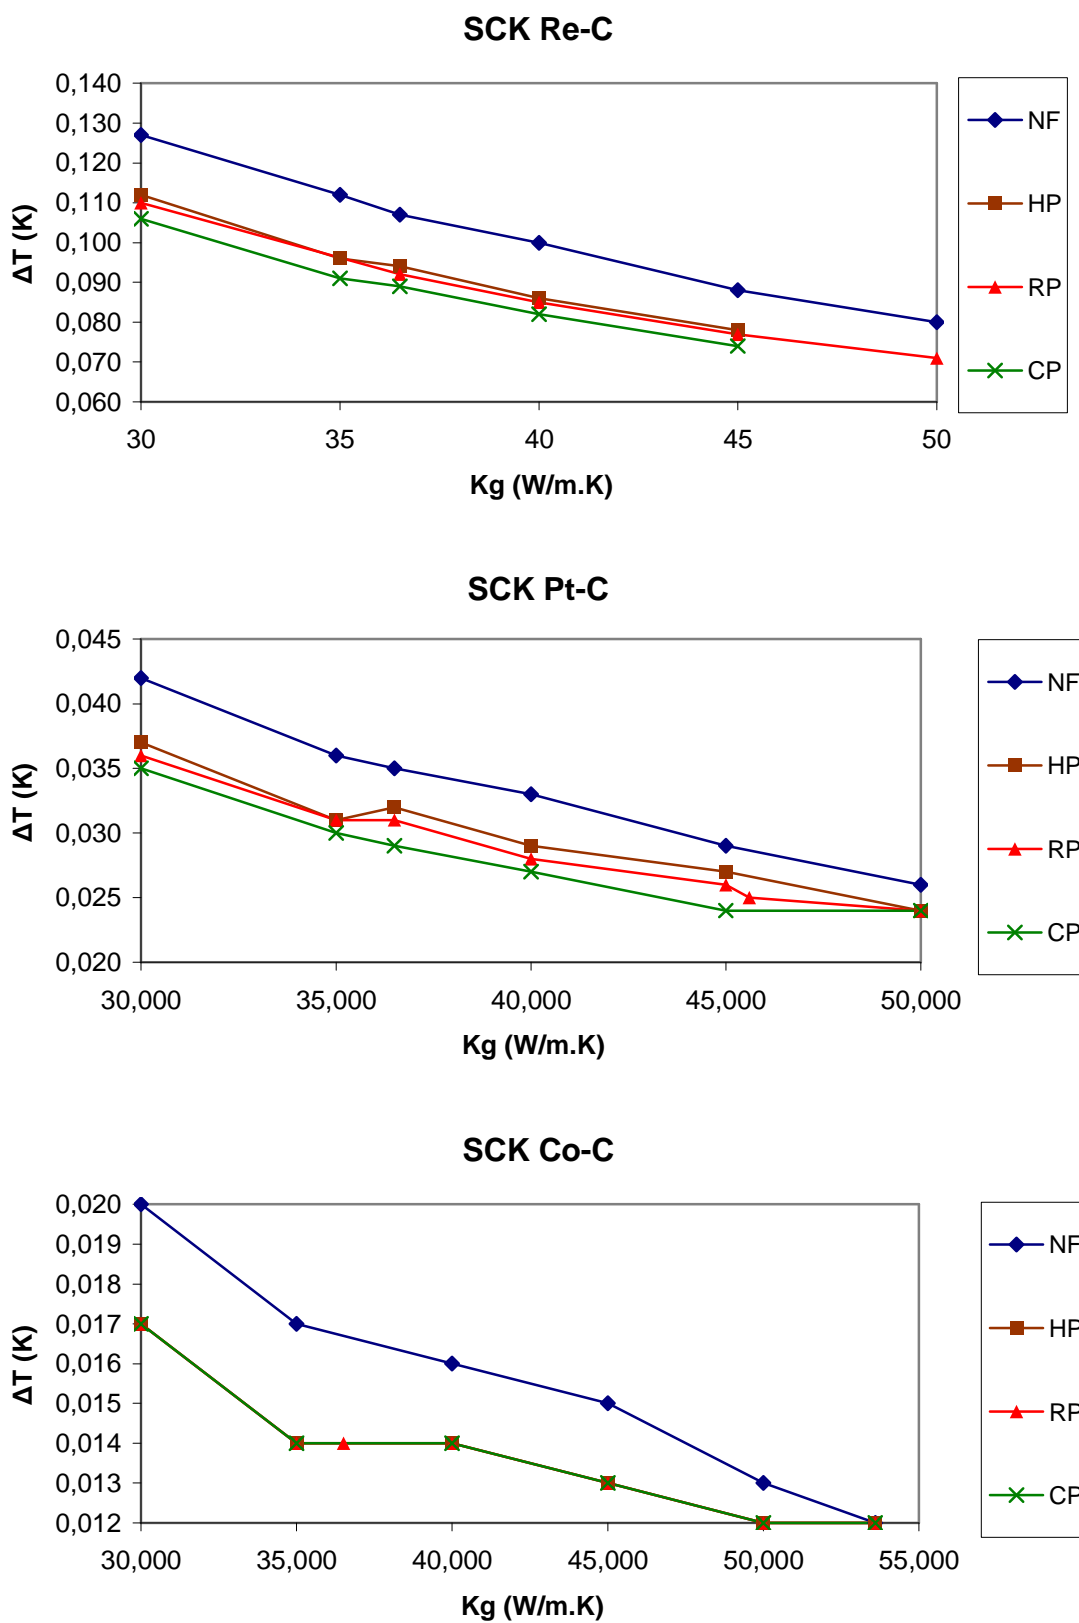 SCK Re-C
0,140
0,130
0,120
0,110
0,100
0,090
0,080
0,070
0,060
ΔT (K)
30 35 40 45 50
Kg (W/m.K)
NF
HP
RP
CP
SCK Pt-C
0,045
0,040
0,035
0,030
0,025
0,020
ΔT (K)
30,000 35,000 40,000 45,000 50,000
Kg (W/m.K)
NF
HP
RP
CP
SCK Co-C
0,020
0,019
0,018
0,017
0,016
0,015
0,014
0,013
0,012
ΔT (K)
30,000 35,000 40,000 45,000 50,000 55,000
Kg (W/m.K)
NF
HP
RP
CP